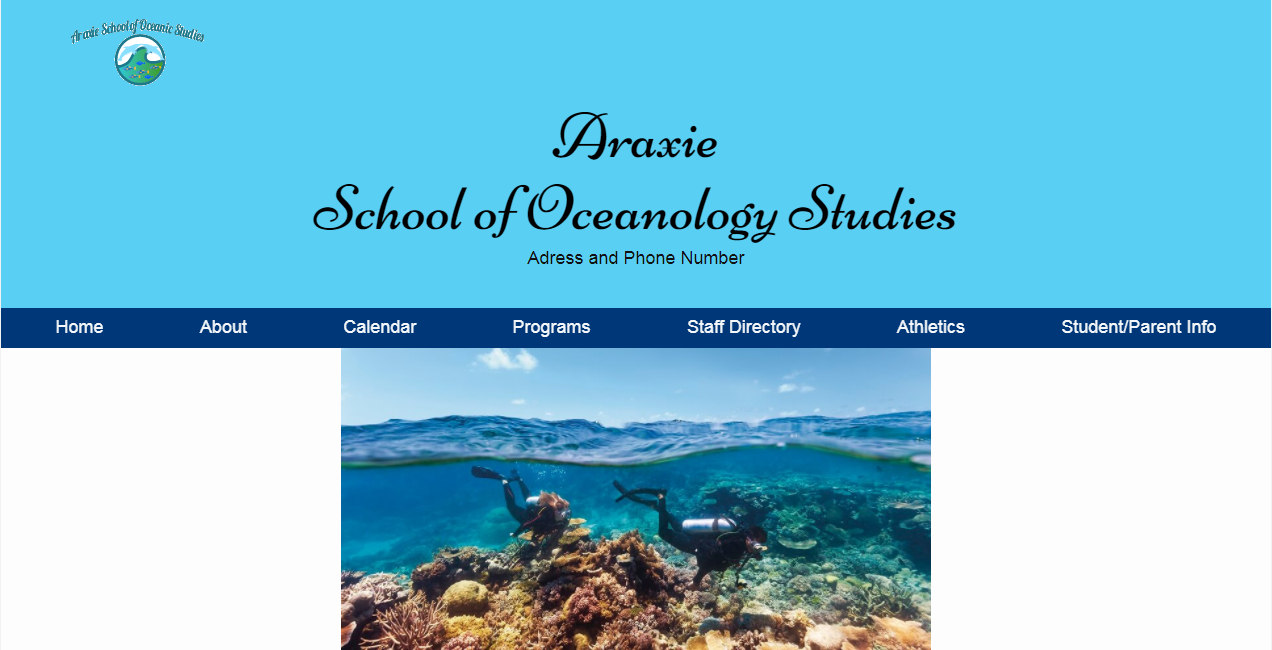 Araxie School of Oceanic Studies
Araxie
School of Oceanology Studies
Adress and Phone Number
Home About Calendar Programs Staff Directory Athletics Student/Parent Info